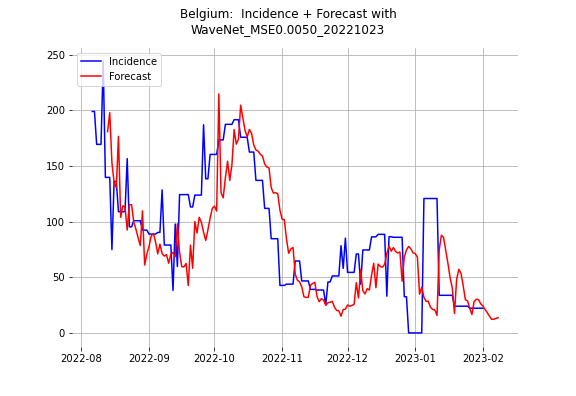 Belgium:  Incidence + Forecast with
WaveNet_MSE0.0050_20221023
Incidence
Forecast
250
200
150
100
50
0
2022-08 2022-09 2022-10 2022-11 2022-12 2023-01 2023-02